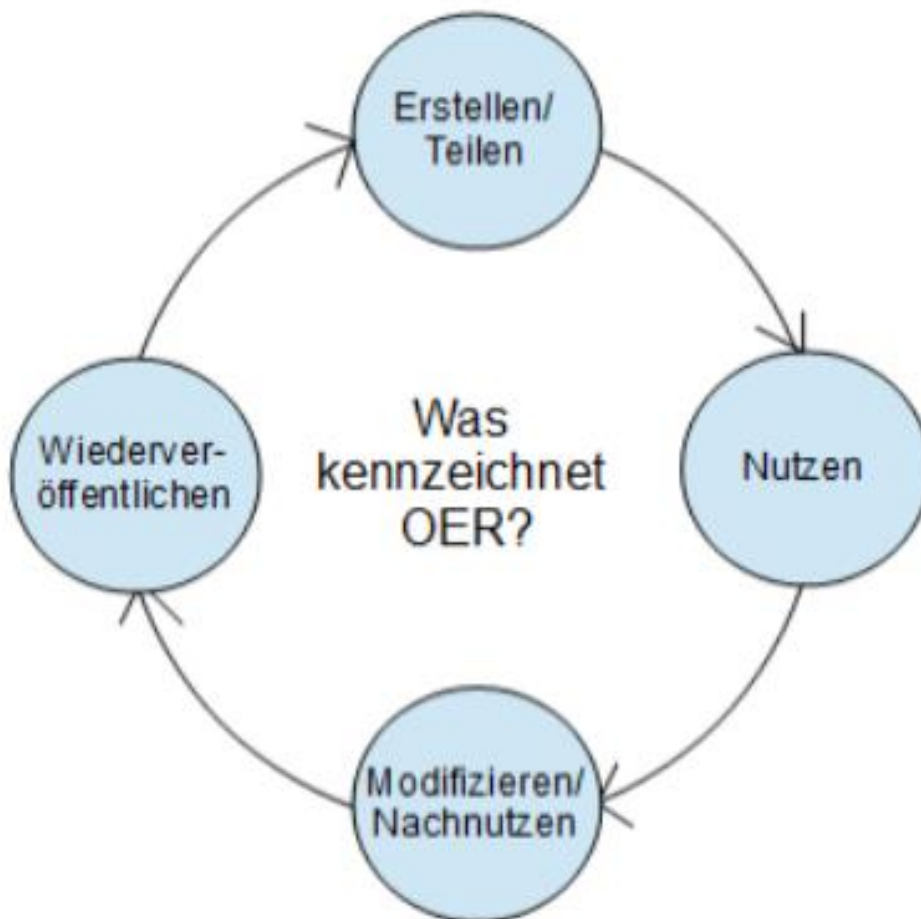 Erstellen/
Teilen
Nutzen
Modifizieren/
Nachnutzen
Wiederver-
öffentlichen
Was
kennzeichnet
OER?